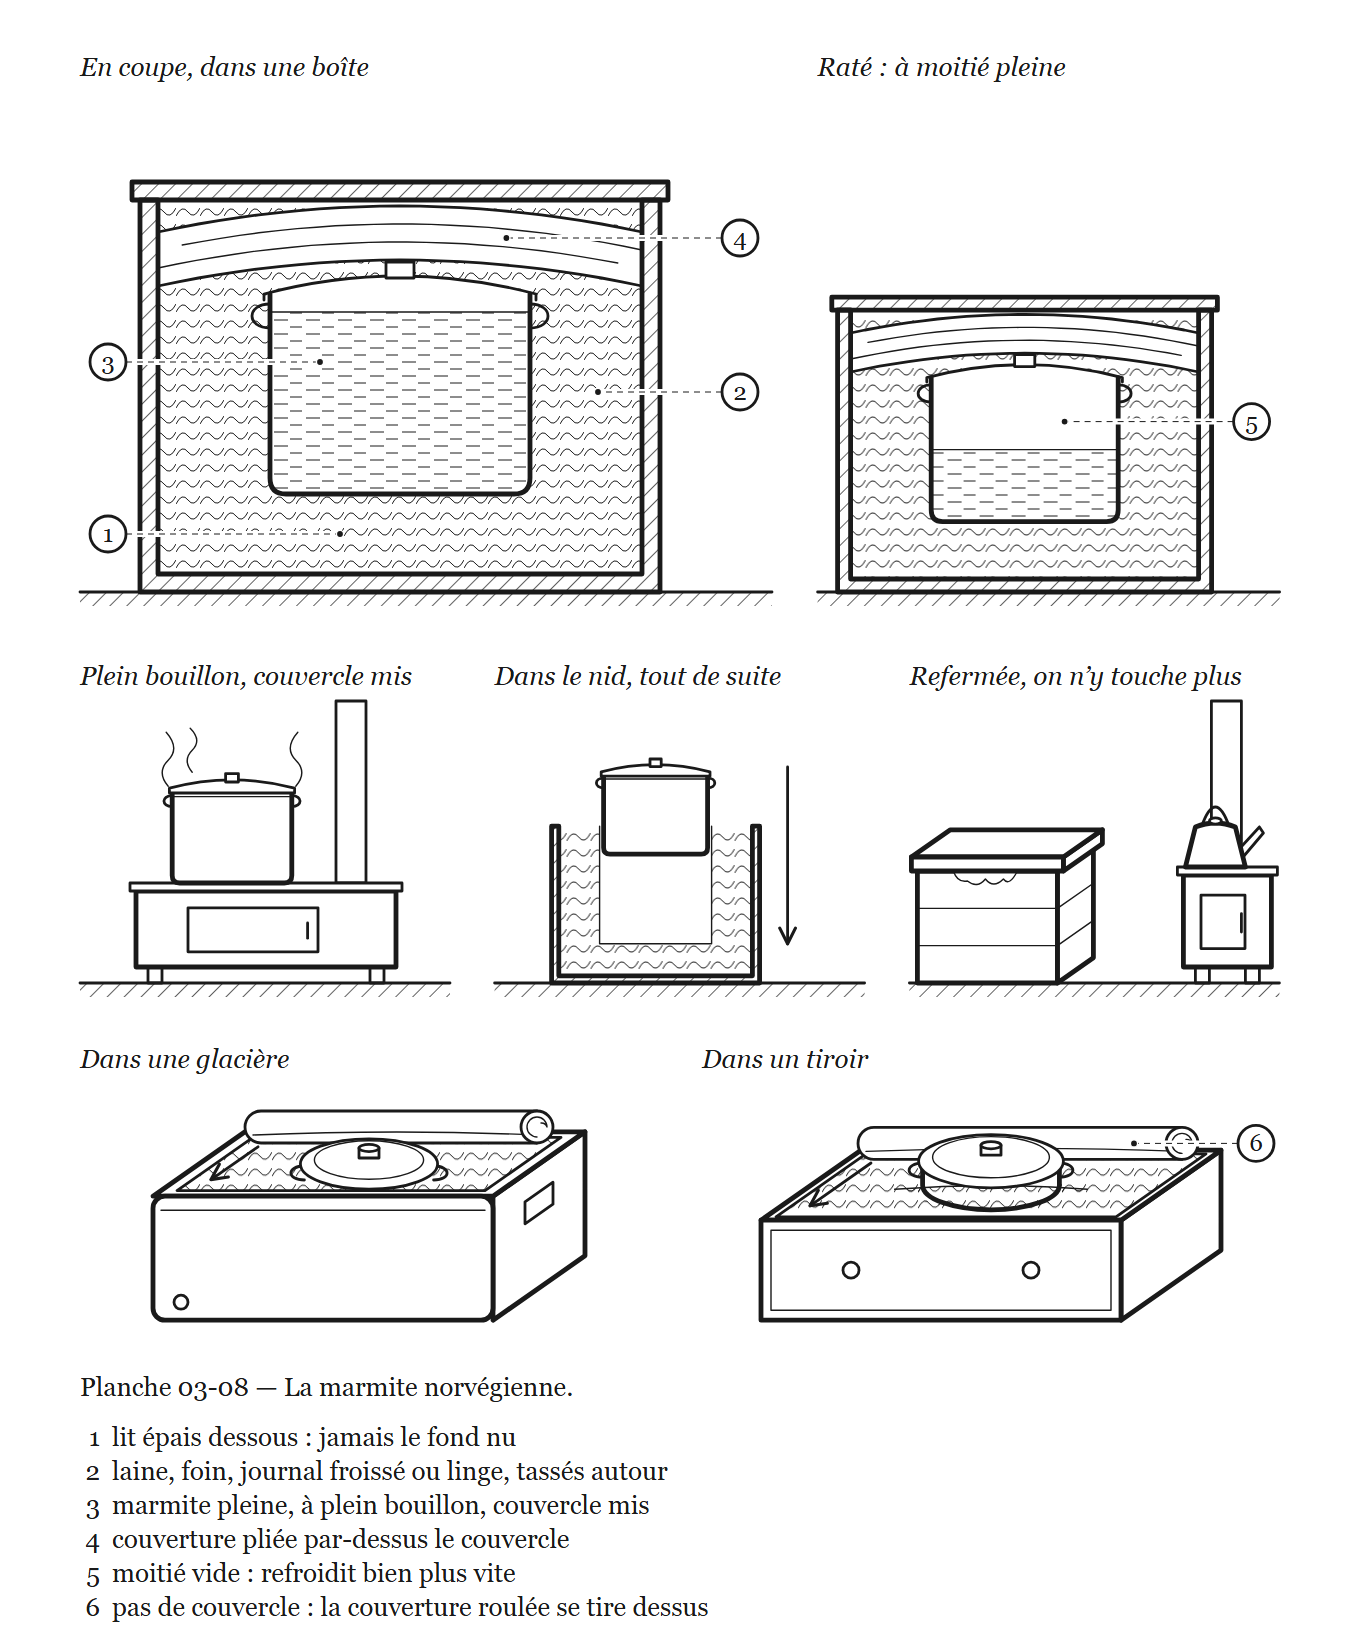 En coupe, dans une boîte
Raté : à moitié pleine
4
3
2
5
1
Plein bouillon, couvercle mis
Dans le nid, tout de suite
Refermée, on n’y touche plus
Dans une glacière
Dans un tiroir
6
Planche 03-08 — La marmite norvégienne.
1 lit épais dessous : jamais le fond nu
2 laine, foin, journal froissé ou linge, tassés autour
3 marmite pleine, à plein bouillon, couvercle mis
4 couverture pliée par-dessus le couvercle
5 moitié vide : refroidit bien plus vite
6 pas de couvercle : la couverture roulée se tire dessus